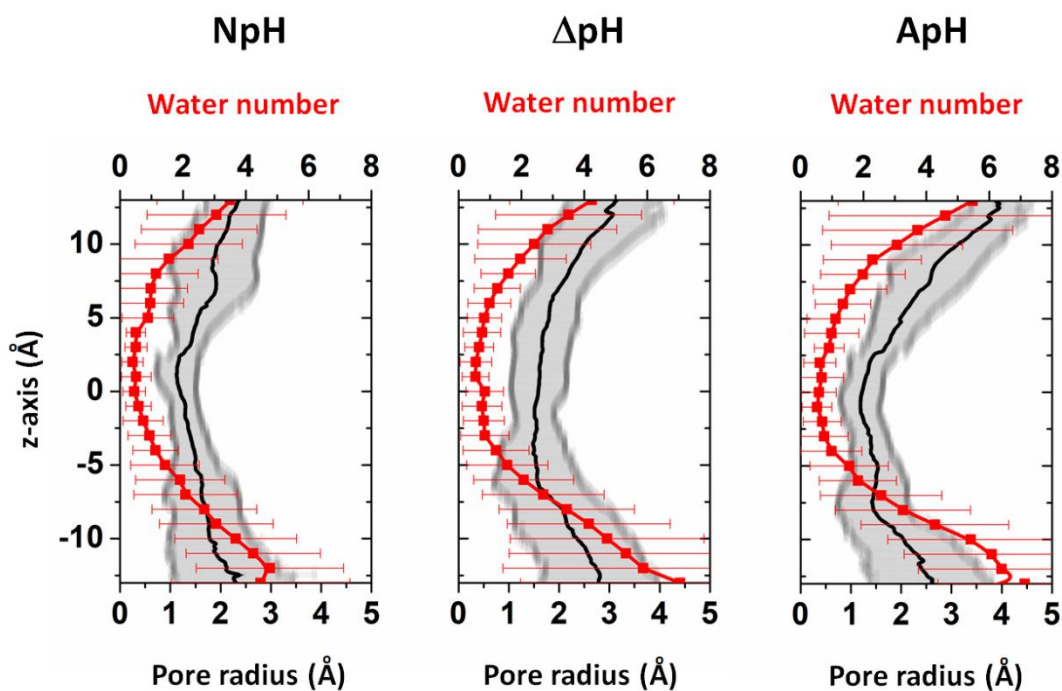 NpH ΔpH ApH
Water number Water number Water number
0 2 4 6 8 0 2 4 6 8 0 2 4 6 8
10
5
0
-5
-10
z-axis (Å)
0 1 2 3 4 5 0 1 2 3 4 5 0 1 2 3 4 5
Pore radius (Å) Pore radius (Å) Pore radius (Å)